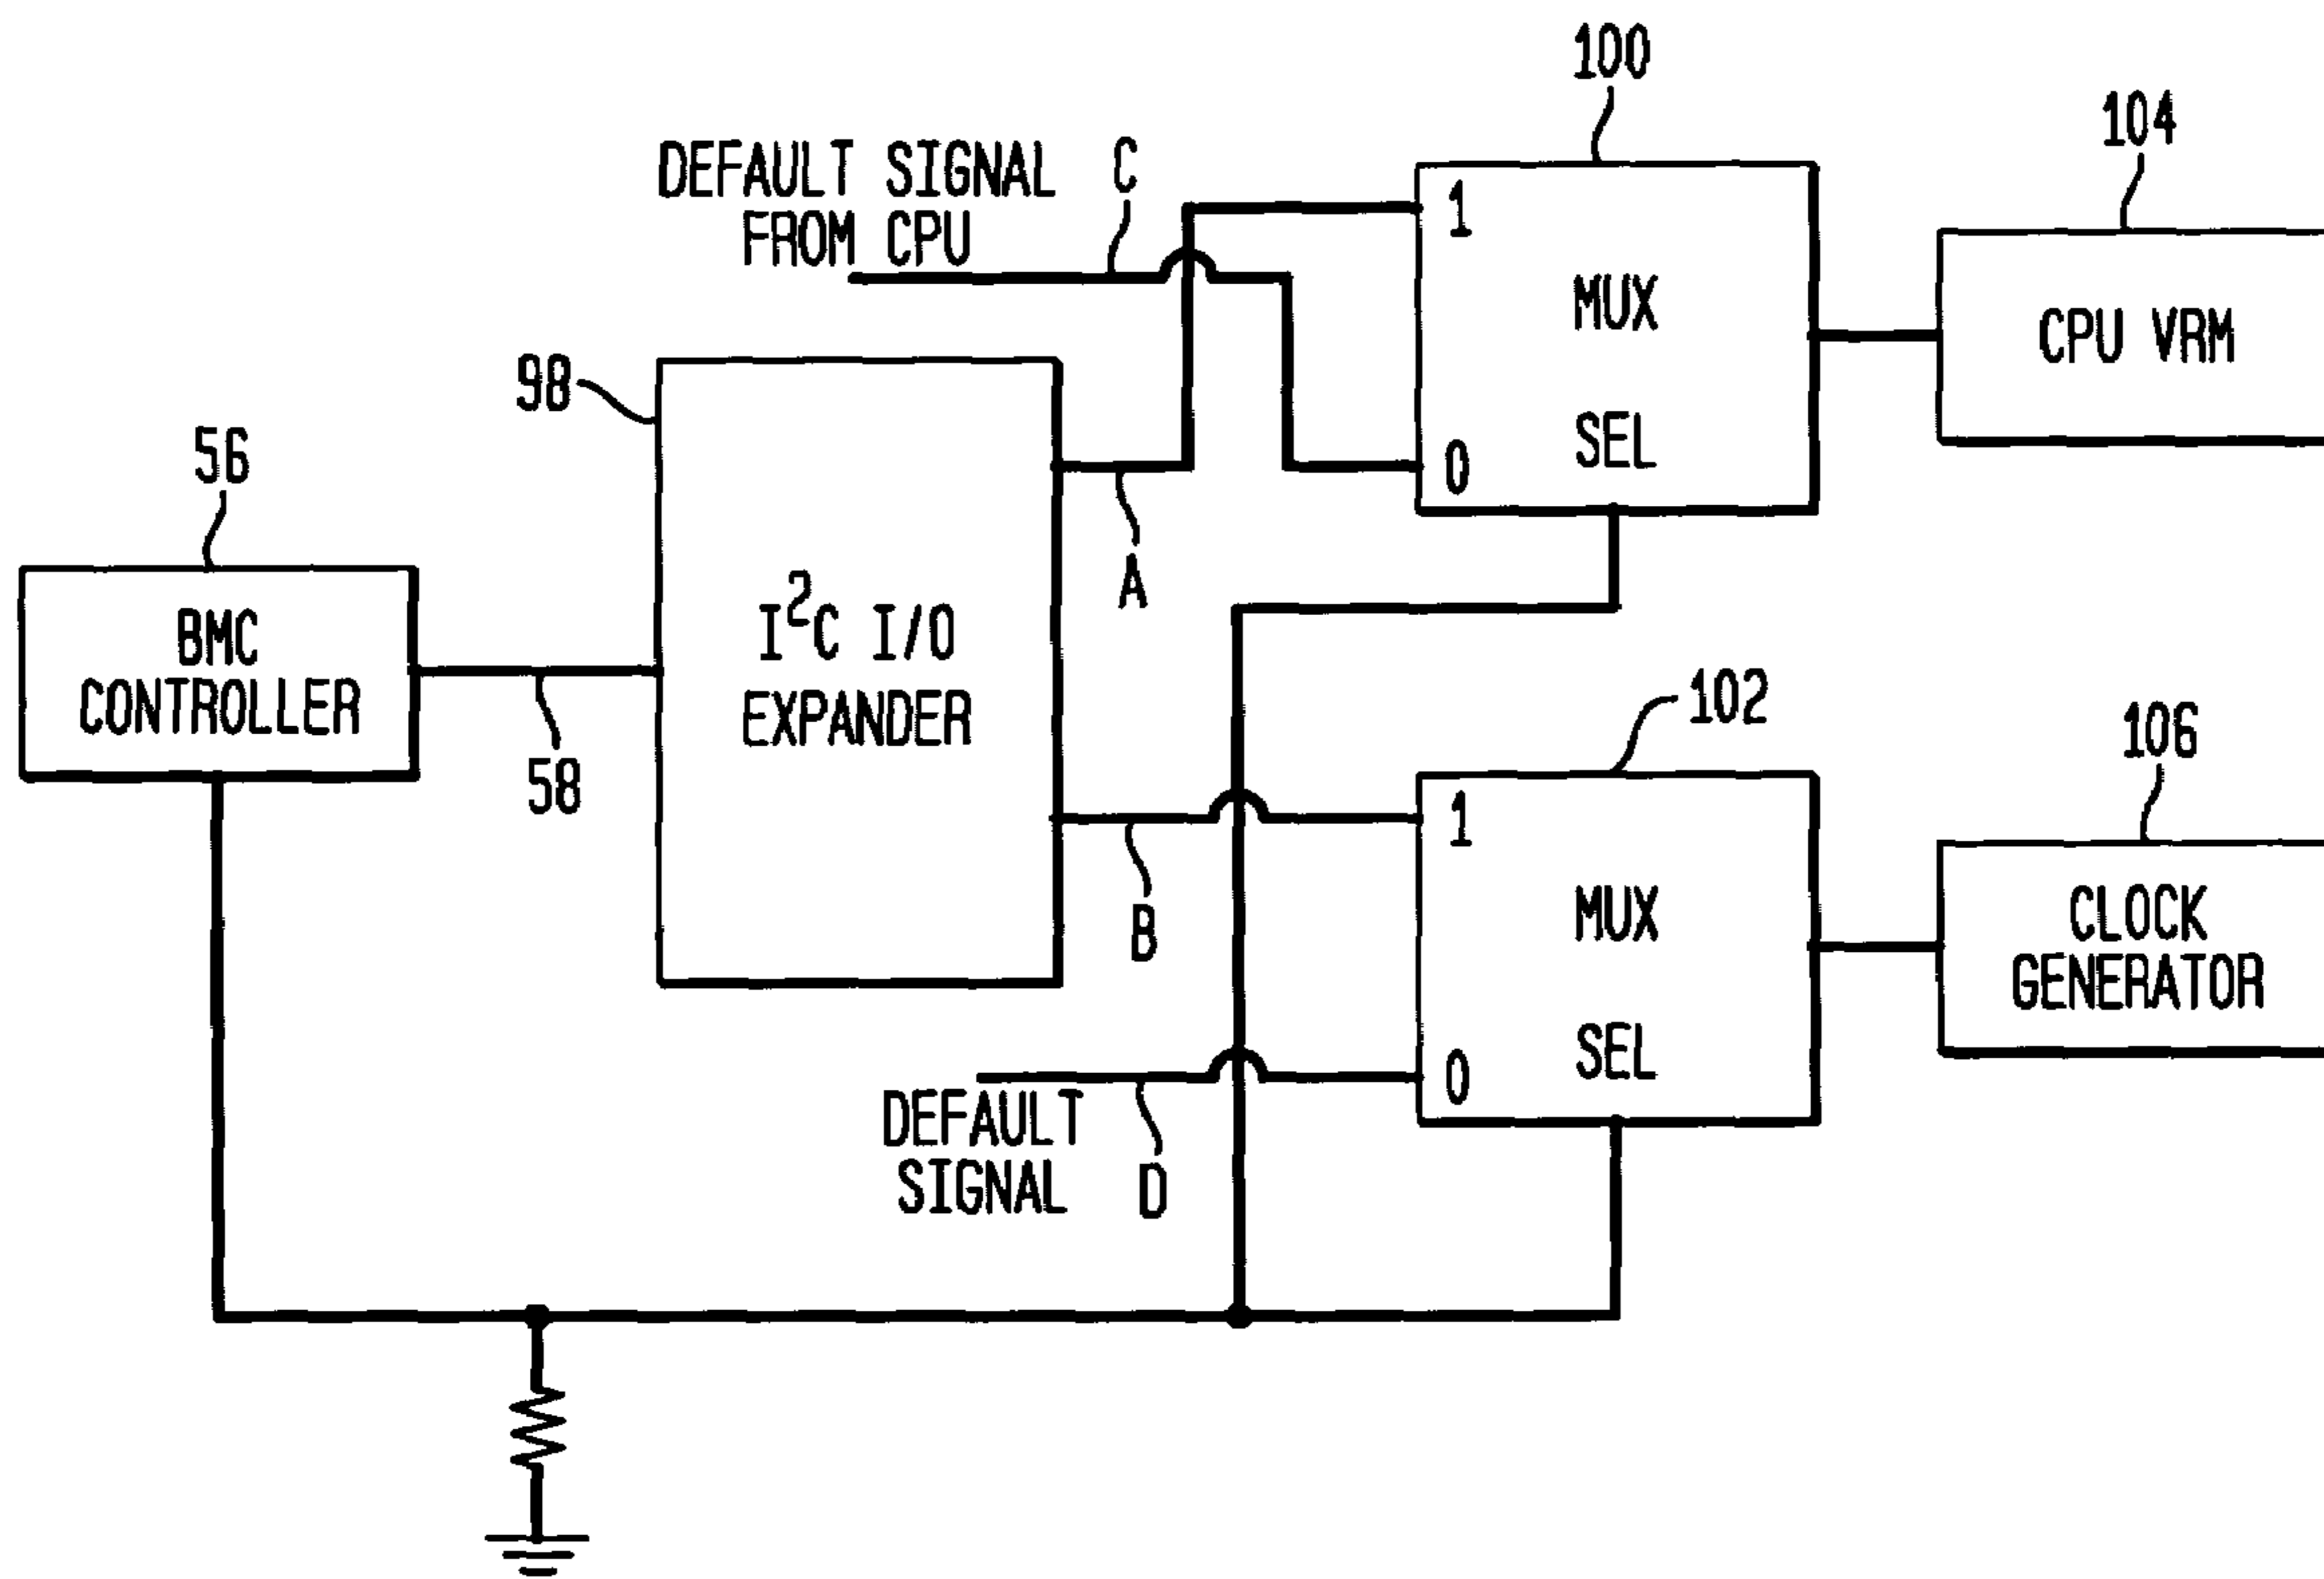 100
104
DEFAULT SIGNAL C
FROM CPU
1
MUX
SEL
0
CPU VRM
98
56
A
I²C I/O
EXPANDER
BMC
CONTROLLER
58
102
106
1
MUX
SEL
0
B
CLOCK
GENERATOR
DEFAULT
SIGNAL
D